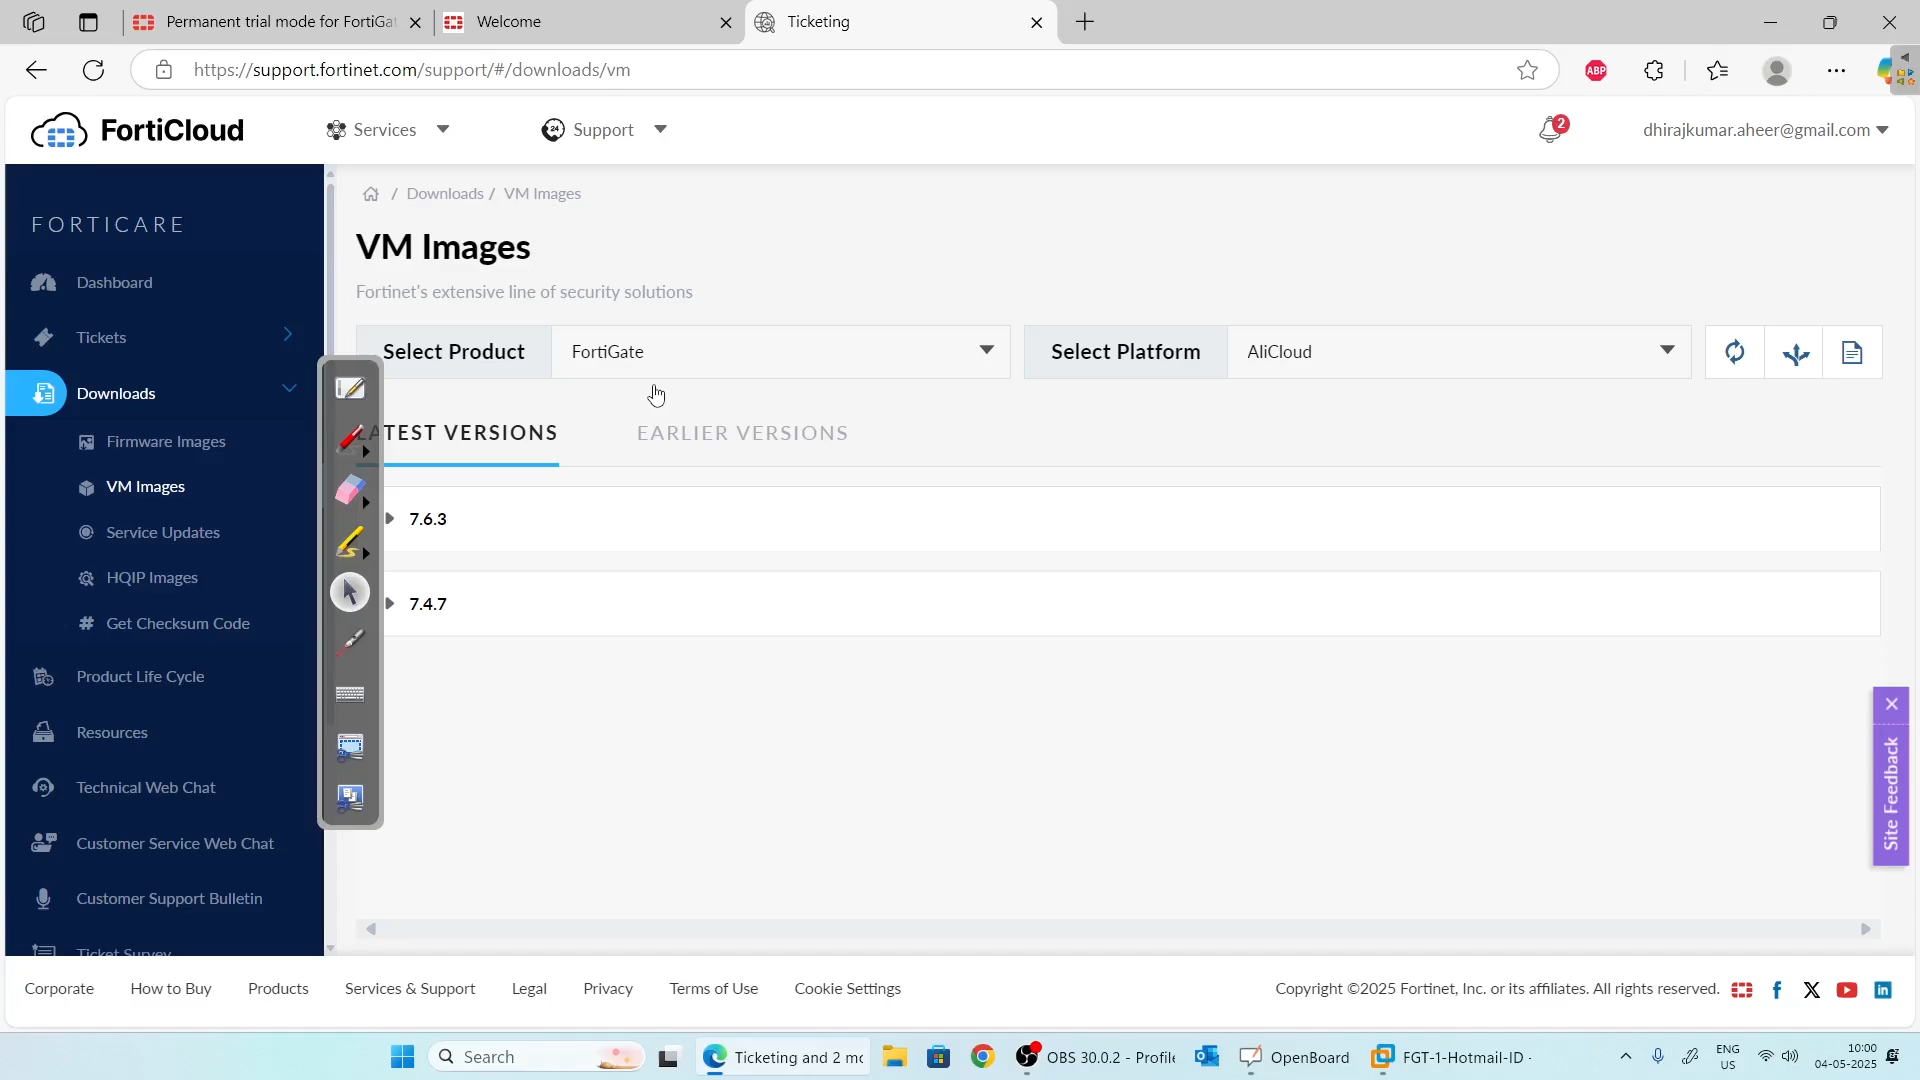 Permanent trial mode for FortiGat
Welcome
Ticketing
https://support.fortinet.com/support/#/downloads/vm
ABP
FortiCloud
Services
24
Support
2
dhirajkumar.aheer@gmail.com
FORTICARE
Dashboard
Tickets
Downloads
Firmware Images
VM Images
Service Updates
HQIP Images
Get Checksum Code
Product Life Cycle
Resources
Technical Web Chat
Customer Service Web Chat
Customer Support Bulletin
Ticket Survey
/ Downloads / VM Images
VM Images
Fortinet's extensive line of security solutions
Select Product
FortiGate
Select Platform
AliCloud
LATEST VERSIONS
EARLIER VERSIONS
7.6.3
7.4.7
Site Feedback
Corporate
How to Buy
Products
Services & Support
Legal
Privacy
Terms of Use
Cookie Settings
Copyright ©2025 Fortinet, Inc. or its affiliates. All rights reserved.
Search
Ticketing and 2 mo
OBS 30.0.2 - Profile
OpenBoard
FGT-1-Hotmail-ID -
ENG
US
10:00
04-05-2025